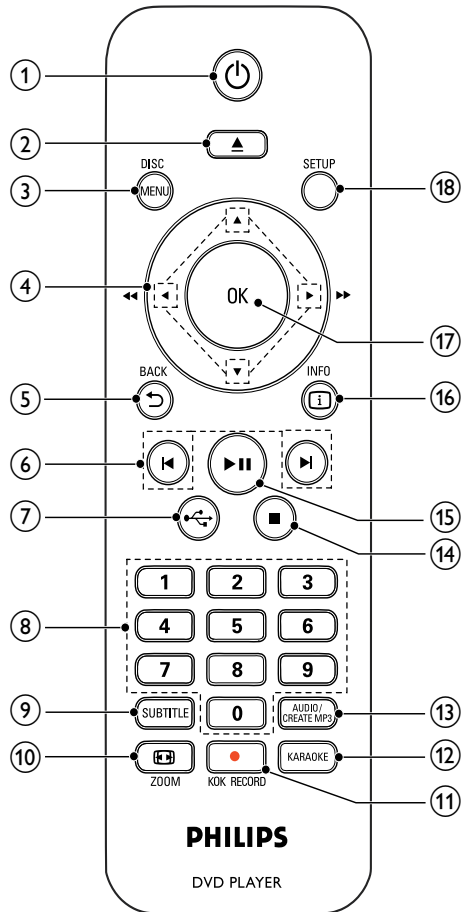 1
2
DISC
SETUP
3
MENU
18
4
OK
17
BACK
INFO
5
i
16
6
7
15
14
1 2 3
8
4 5 6
7 8 9
9
SUBTITLE
0
AUDIO/
CREATE MP3
13
10
KARAOKE
12
ZOOM
KOK RECORD
11
PHILIPS
DVD PLAYER